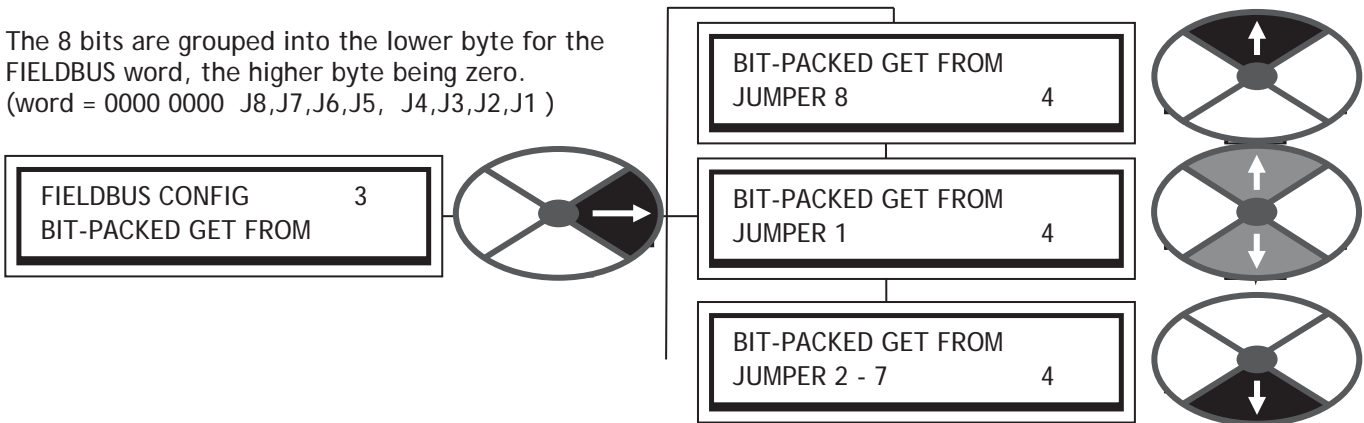 The 8 bits are grouped into the lower byte for the
FIELDBUS word, the higher byte being zero.
(word = 0000 0000 J8,J7,J6,J5, J4,J3,J2,J1 )
FIELDBUS CONFIG 3
BIT-PACKED GET FROM
BIT-PACKED GET FROM
JUMPER 8 4
BIT-PACKED GET FROM
JUMPER 1 4
BIT-PACKED GET FROM
JUMPER 2 - 7 4